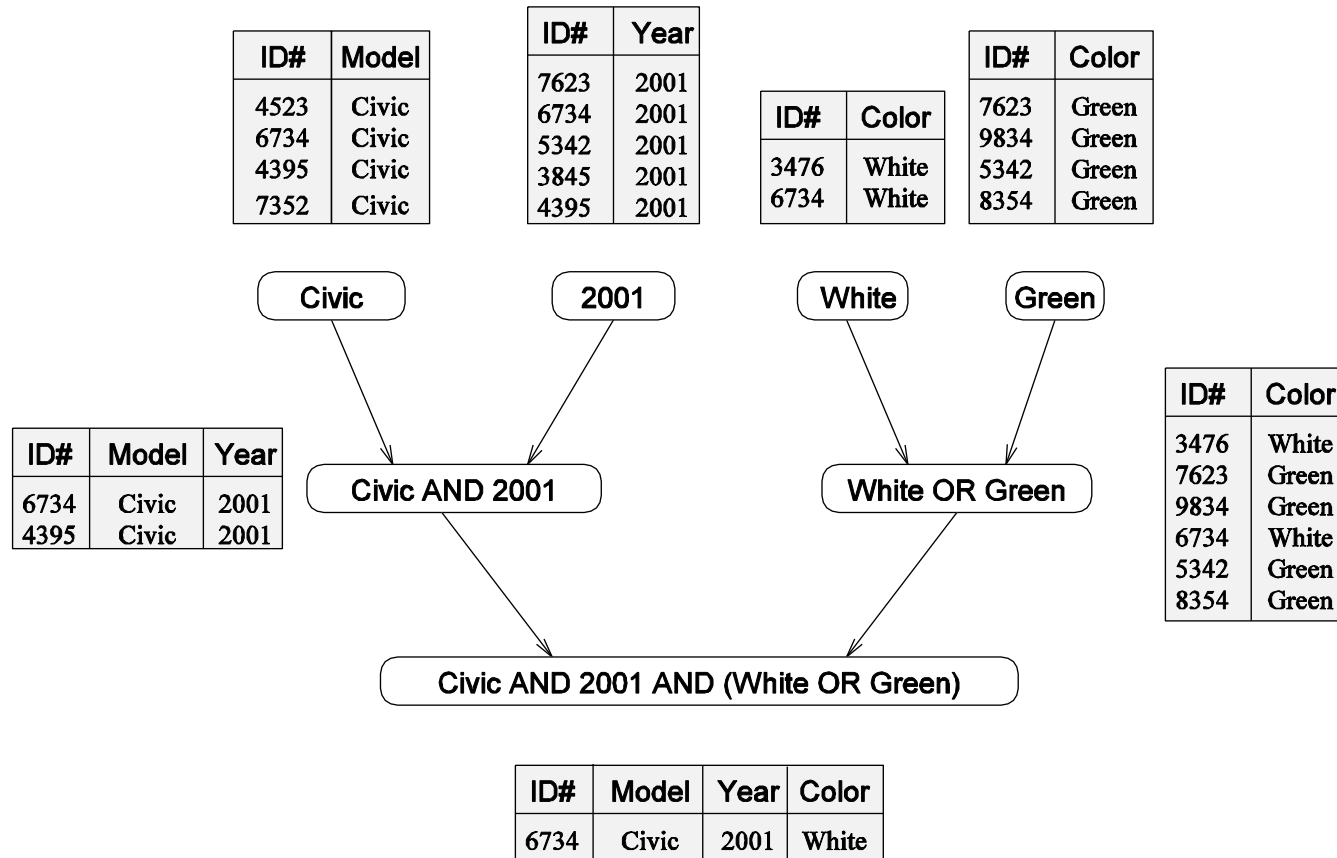 ID# Model
4523 Civic
6734 Civic
4395 Civic
7352 Civic
ID# Year
7623 2001
6734 2001
5342 2001
3845 2001
4395 2001
ID# Color
3476 White
6734 White
ID# Color
7623 Green
9834 Green
5342 Green
8354 Green
Civic
2001
White
Green
ID# Model Year
6734 Civic 2001
4395 Civic 2001
Civic AND 2001
White OR Green
ID# Color
3476 White
7623 Green
9834 Green
6734 White
5342 Green
8354 Green
Civic AND 2001 AND (White OR Green)
ID# Model Year Color
6734 Civic 2001 White